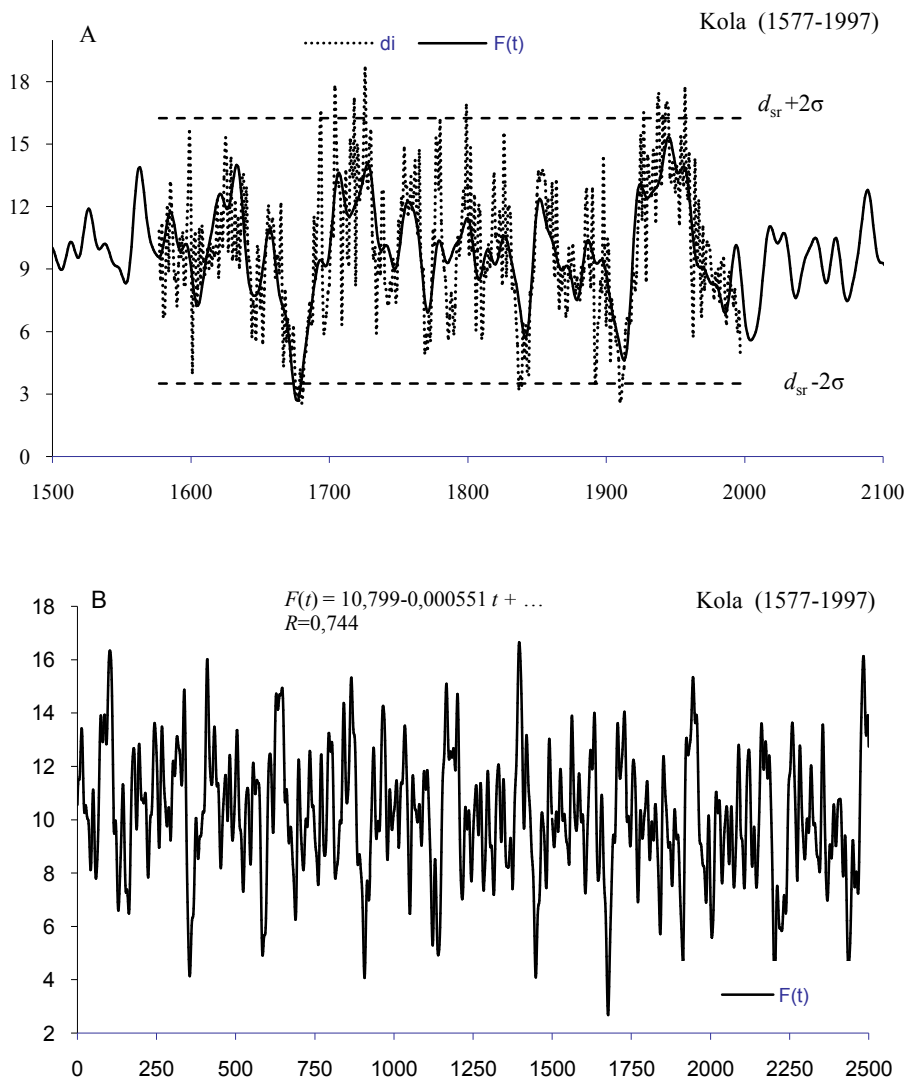 A
Kola (1577-1997)
di F(t)
18
15
12
9
6
3
0
d_sr+2σ
d_sr-2σ
1500 1600 1700 1800 1900 2000 2100
B
F(t) = 10,799-0,000551 t + …
R=0,744
Kola (1577-1997)
18
16
14
12
10
8
6
4
2
F(t)
0 250 500 750 1000 1250 1500 1750 2000 2250 2500